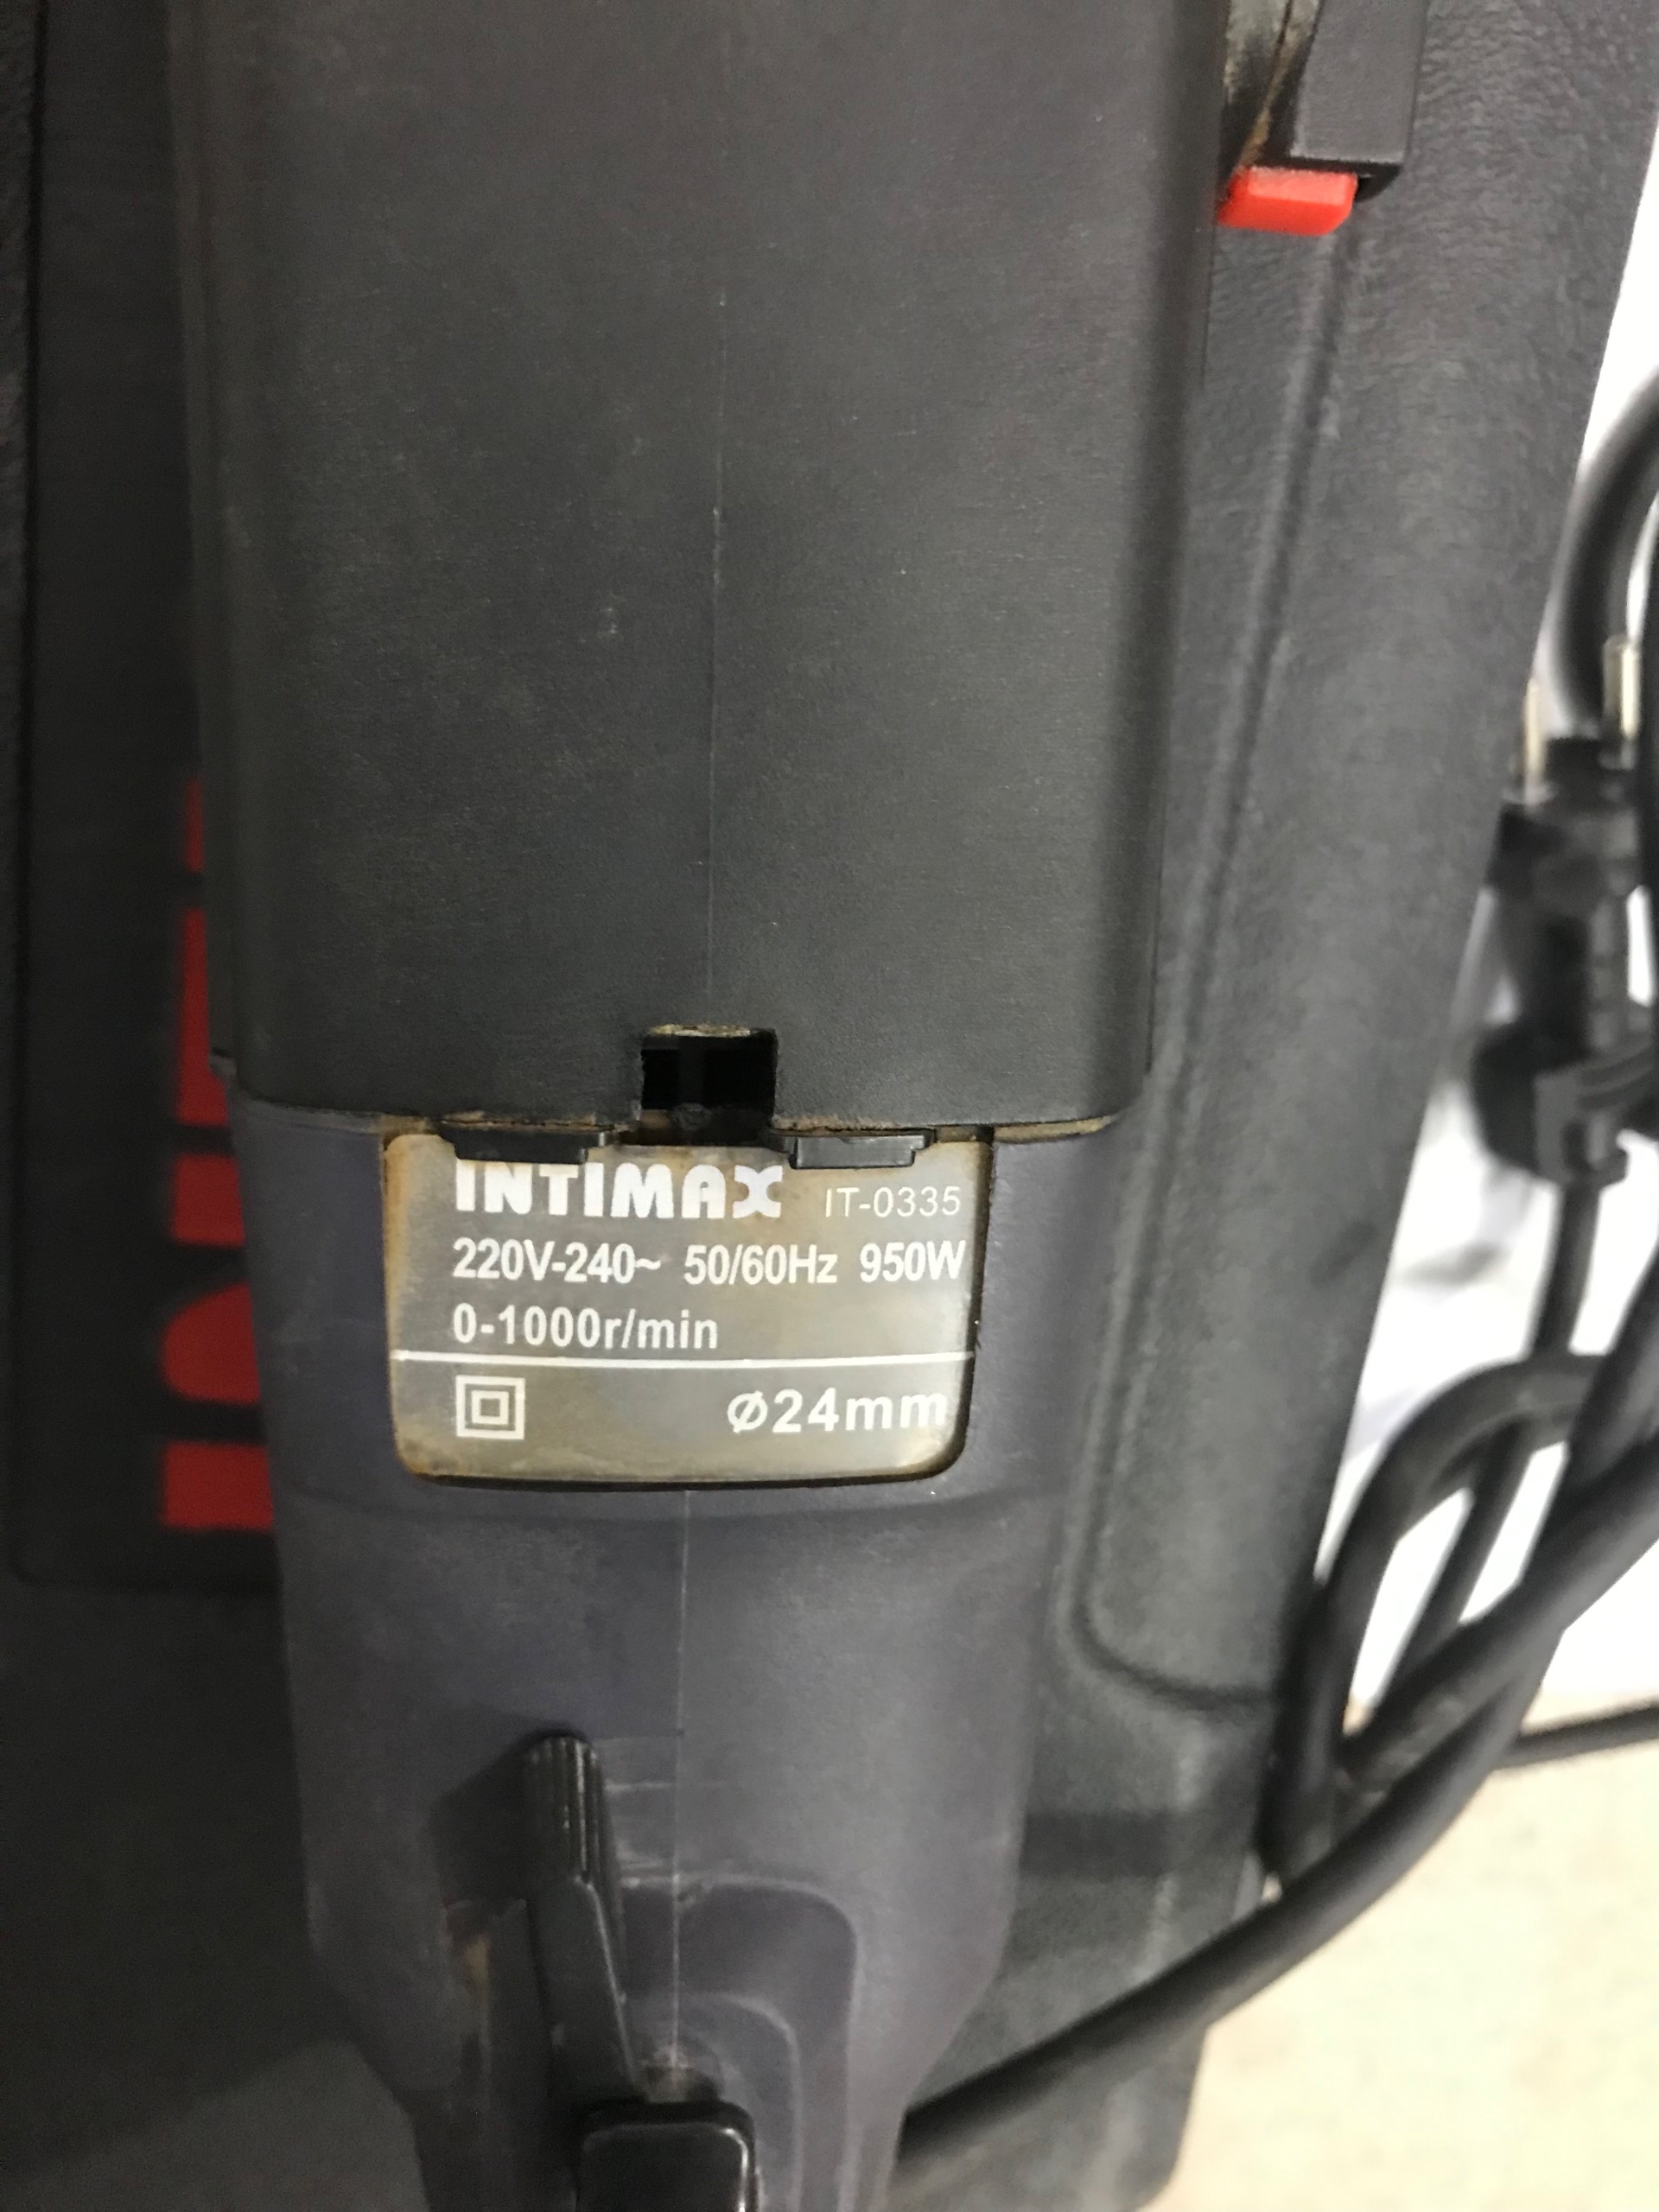 INTIMAX IT-0335
220V-240~ 50/60Hz 950W
0-1000r/min
ø24mm